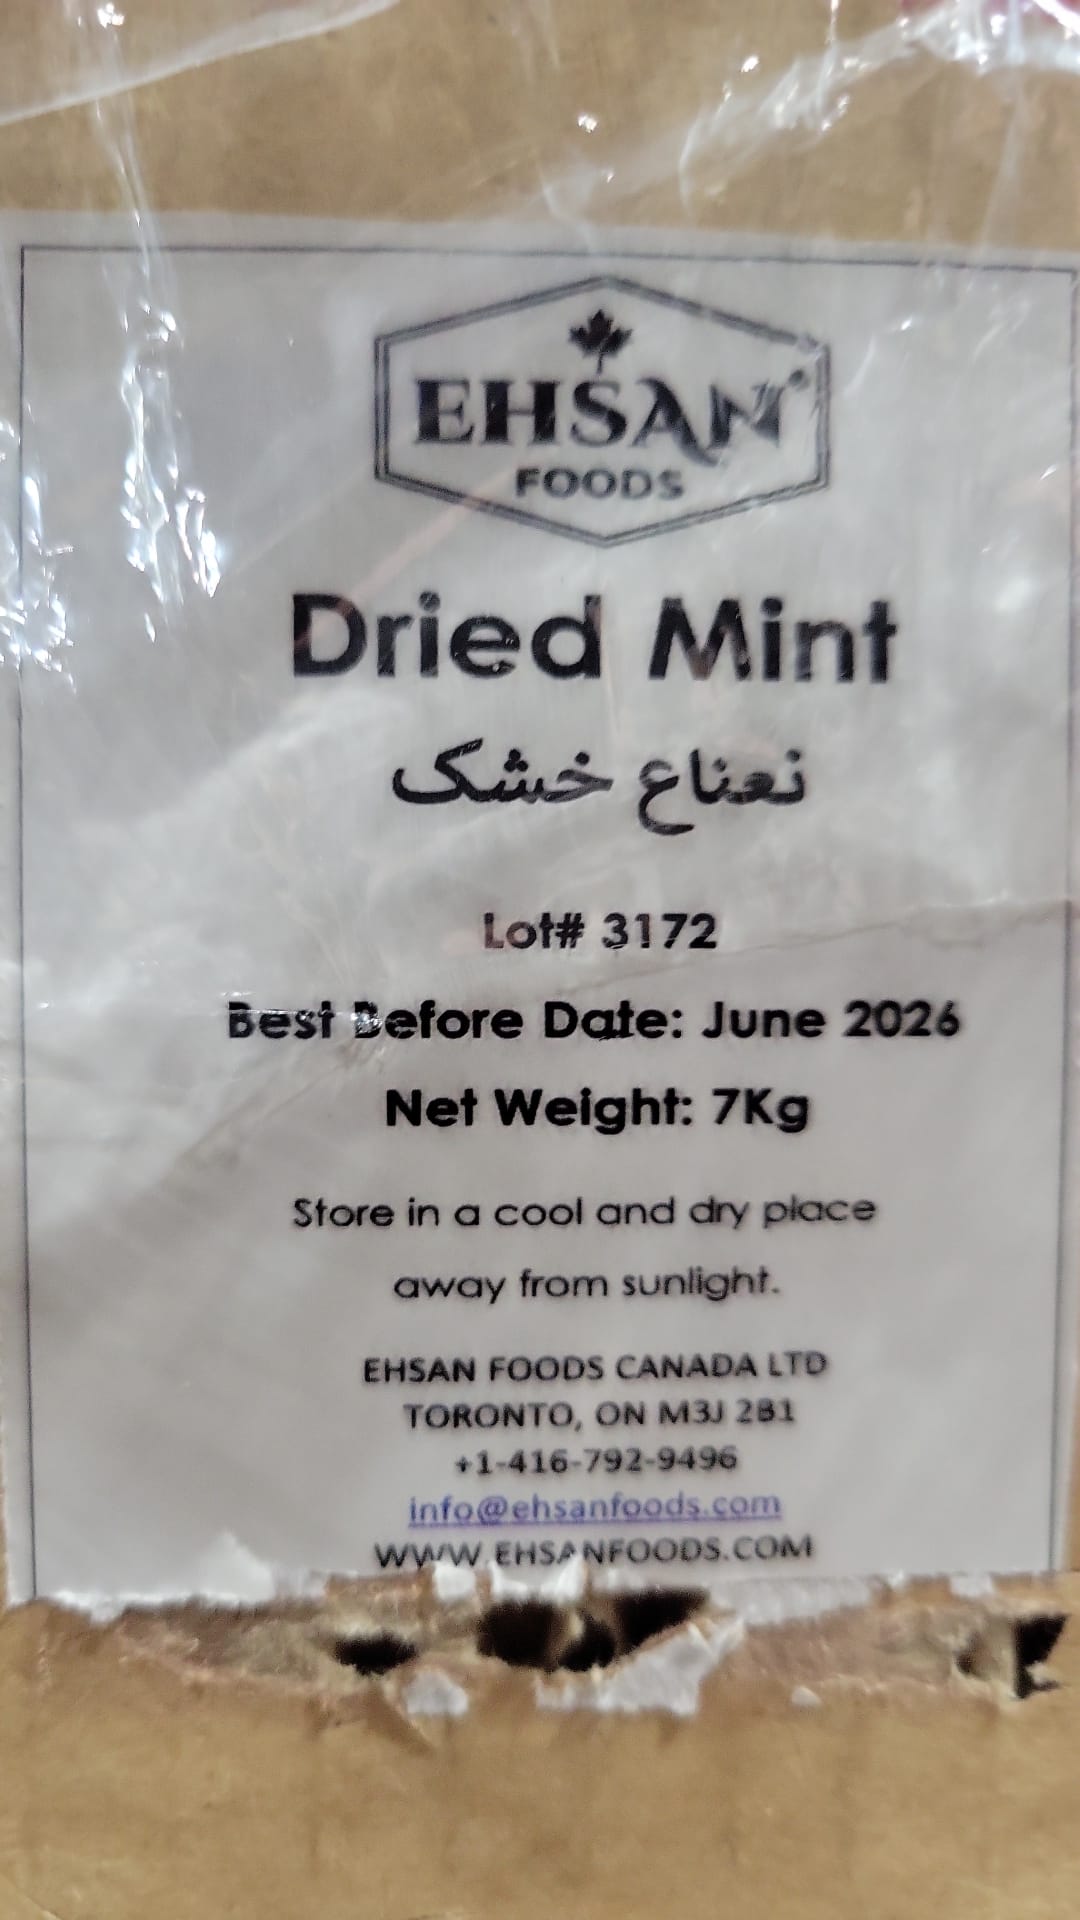 EHSAN®
FOODS
Dried Mint
نعناع خشک
Lot# 3172
Best Before Date: June 2026
Net Weight: 7Kg
Store in a cool and dry place
away from sunlight.
EHSAN FOODS CANADA LTD
TORONTO, ON M3J 2B1
+1-416-792-9496
info@ehsanfoods.com
WWW.EHSANFOODS.COM